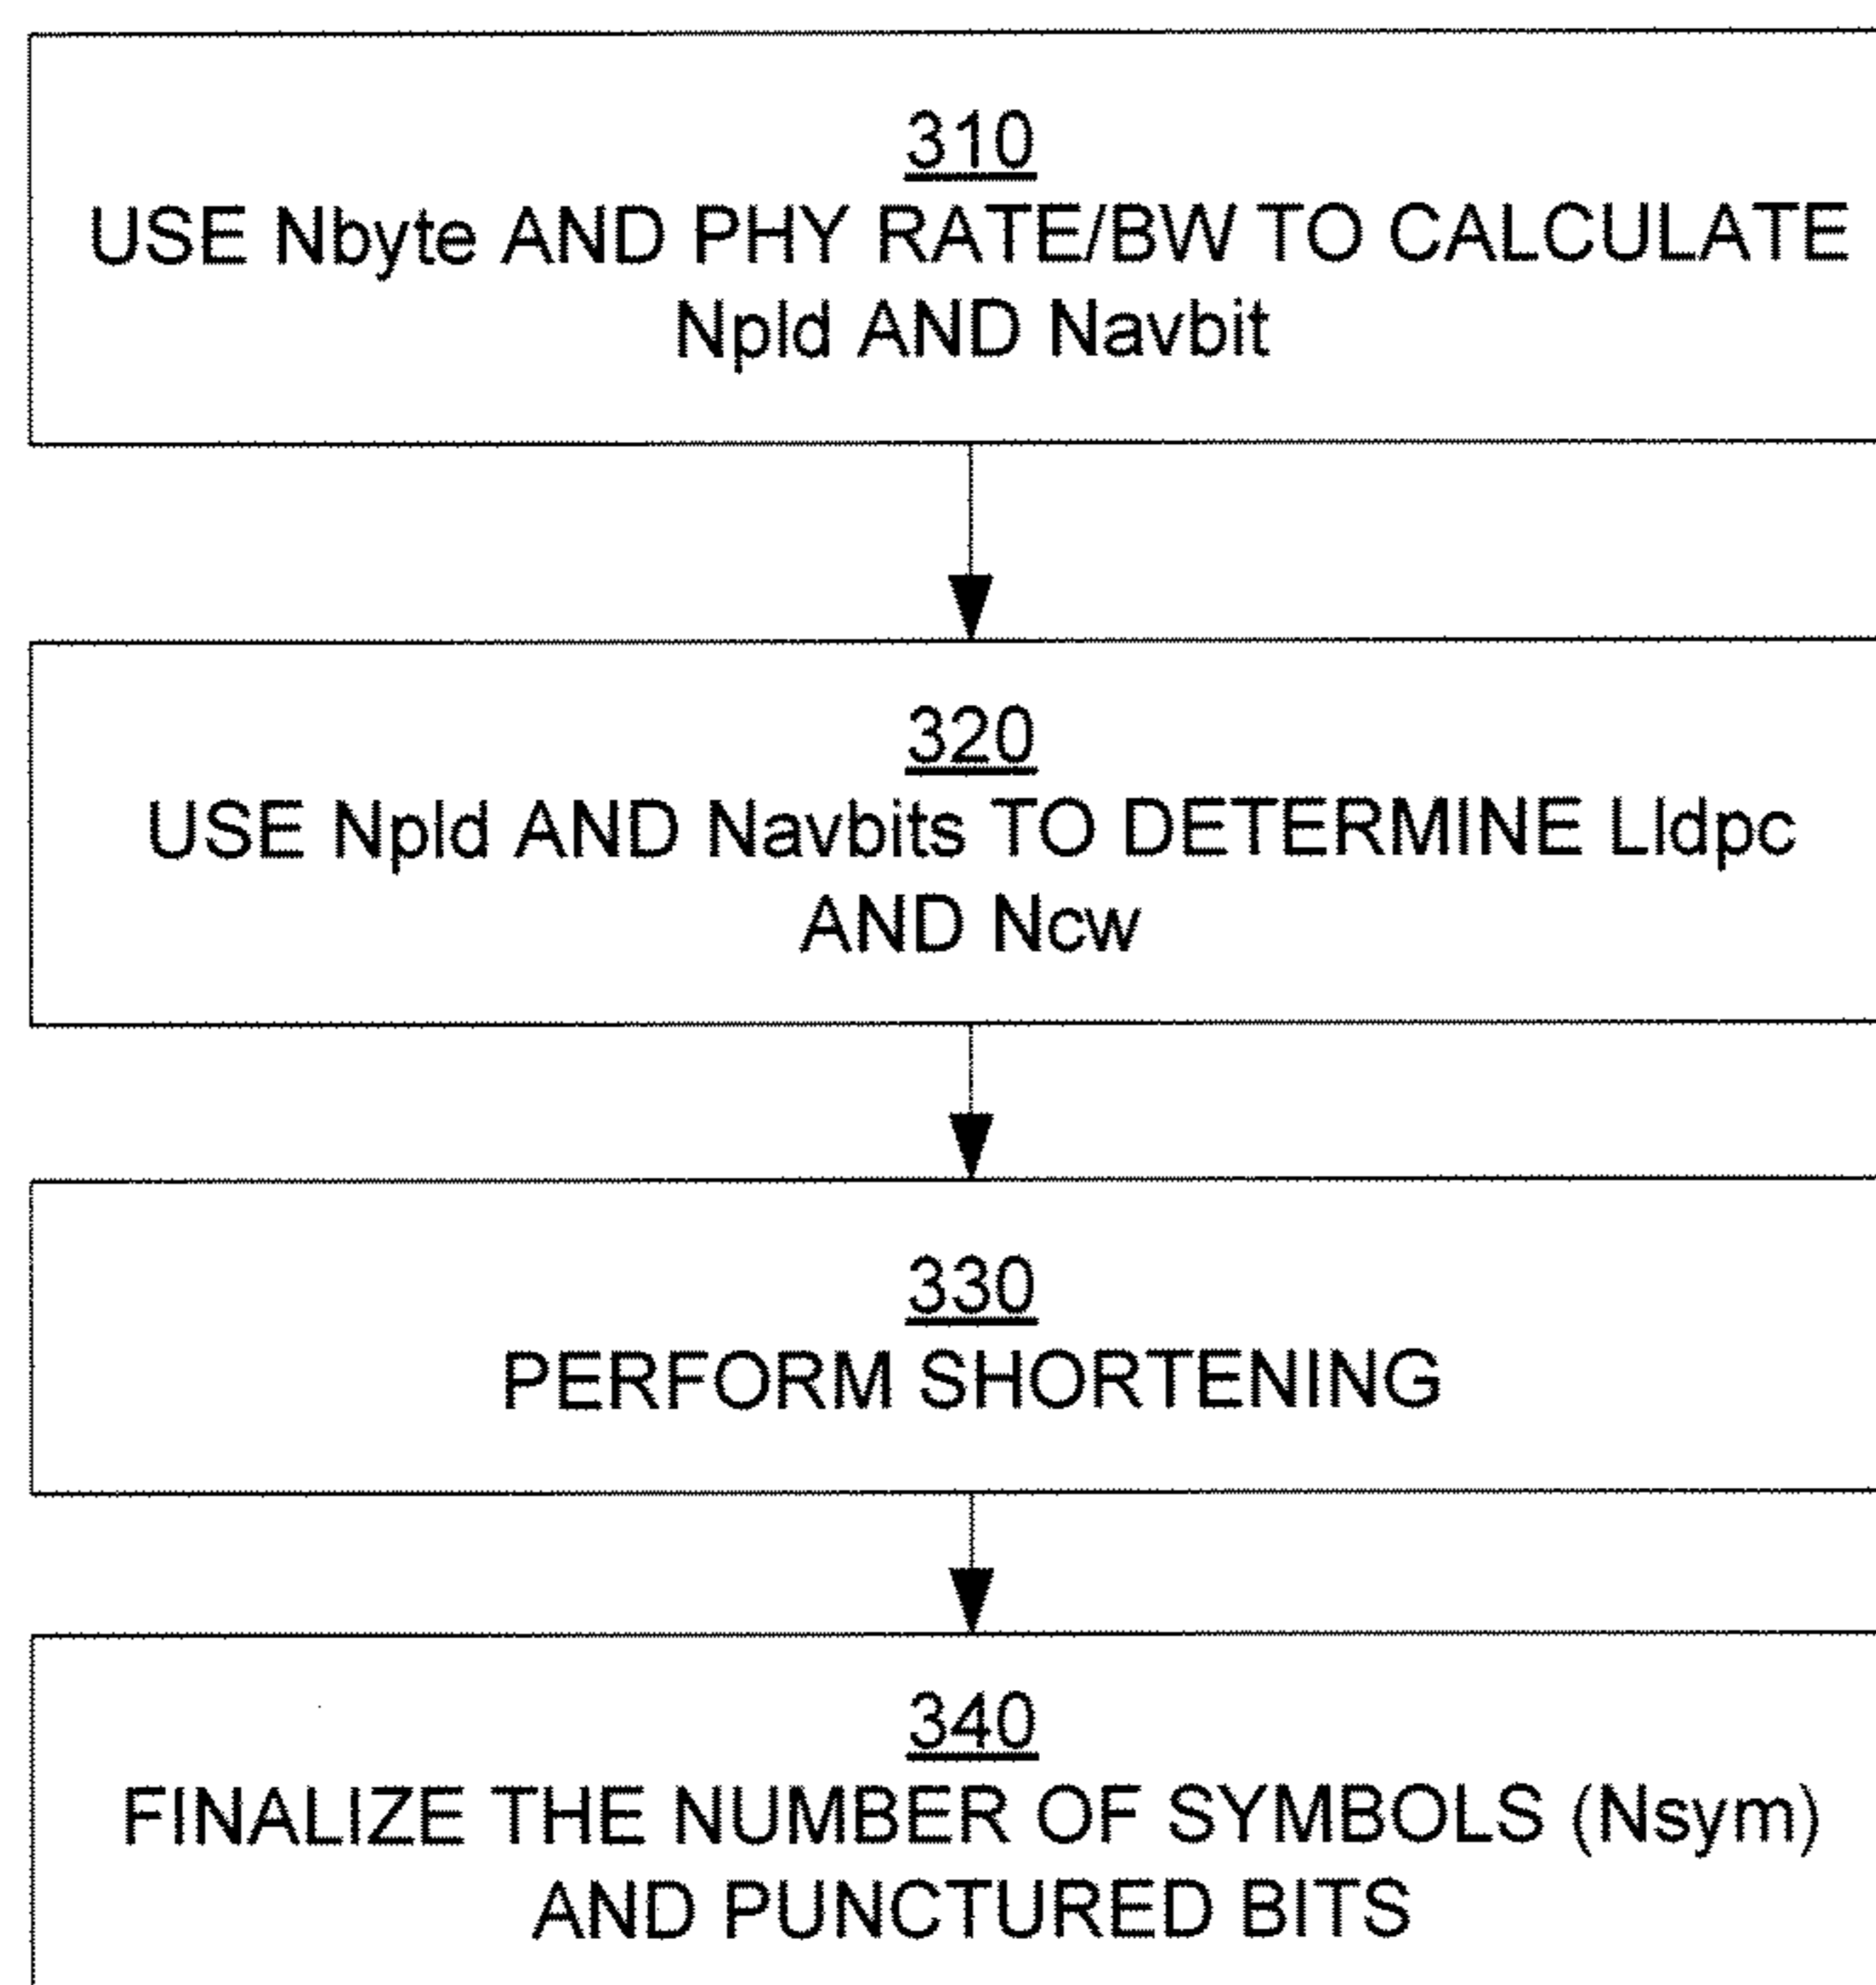 310
USE Nbyte AND PHY RATE/BW TO CALCULATE
Npld AND Navbit
320
USE Npld AND Navbits TO DETERMINE Lldpc
AND Ncw
330
PERFORM SHORTENING
340
FINALIZE THE NUMBER OF SYMBOLS (Nsym)
AND PUNCTURED BITS